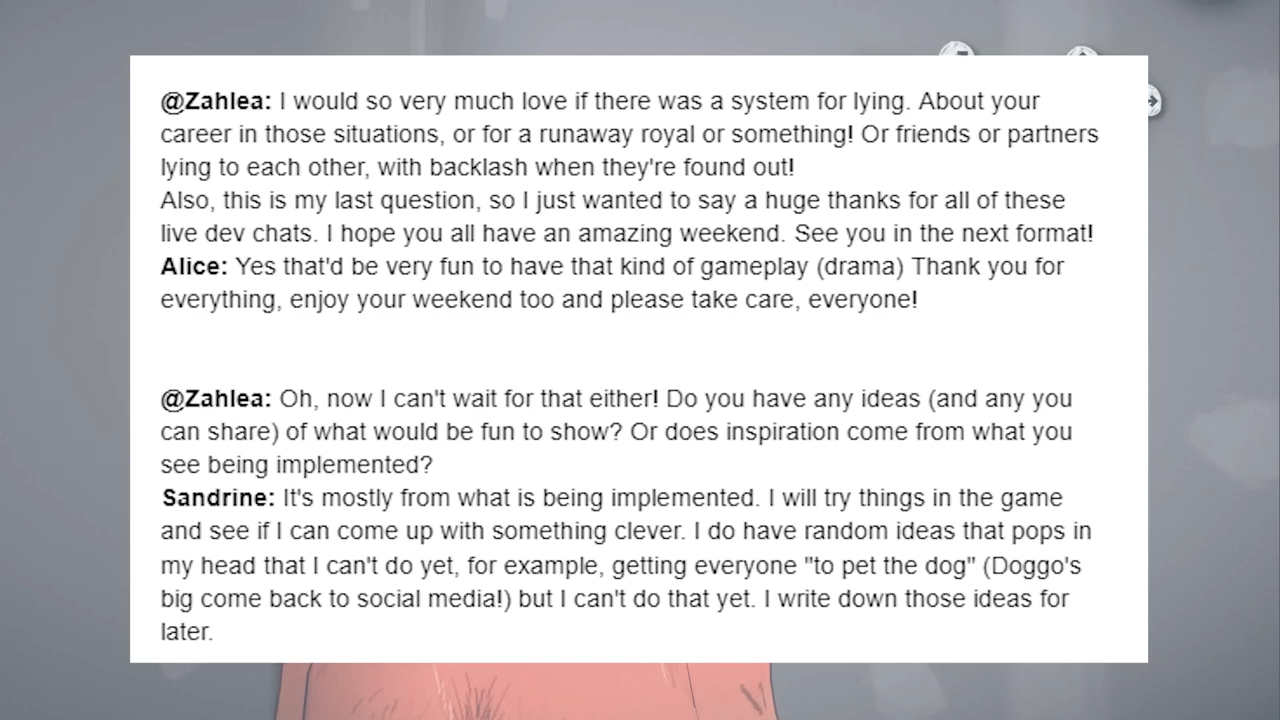 @Zahlea: I would so very much love if there was a system for lying. About your
career in those situations, or for a runaway royal or something! Or friends or partners
lying to each other, with backlash when they're found out!
Also, this is my last question, so I just wanted to say a huge thanks for all of these
live dev chats. I hope you all have an amazing weekend. See you in the next format!
Alice: Yes that'd be very fun to have that kind of gameplay (drama) Thank you for
everything, enjoy your weekend too and please take care, everyone!
@Zahlea: Oh, now I can't wait for that either! Do you have any ideas (and any you
can share) of what would be fun to show? Or does inspiration come from what you
see being implemented?
Sandrine: It's mostly from what is being implemented. I will try things in the game
and see if I can come up with something clever. I do have random ideas that pops in
my head that I can't do yet, for example, getting everyone "to pet the dog" (Doggo's
big come back to social media!) but I can't do that yet. I write down those ideas for
later.